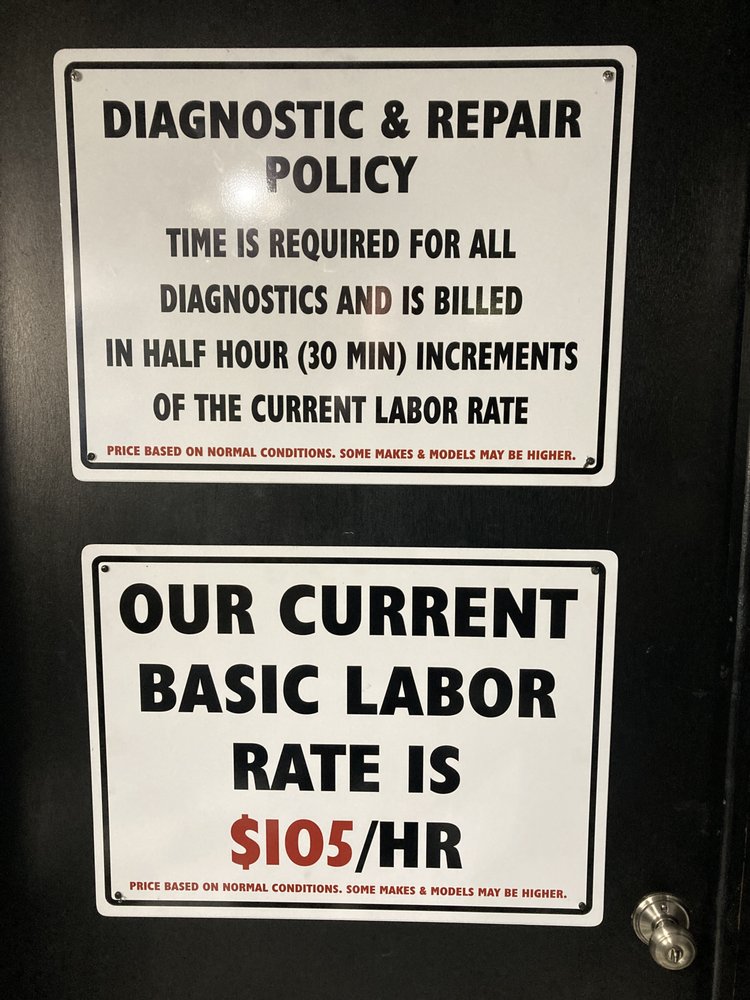 DIAGNOSTIC & REPAIR
POLICY
TIME IS REQUIRED FOR ALL
DIAGNOSTICS AND IS BILLED
IN HALF HOUR (30 MIN) INCREMENTS
OF THE CURRENT LABOR RATE
PRICE BASED ON NORMAL CONDITIONS. SOME MAKES & MODELS MAY BE HIGHER.
OUR CURRENT
BASIC LABOR
RATE IS
$105/HR
PRICE BASED ON NORMAL CONDITIONS. SOME MAKES & MODELS MAY BE HIGHER.